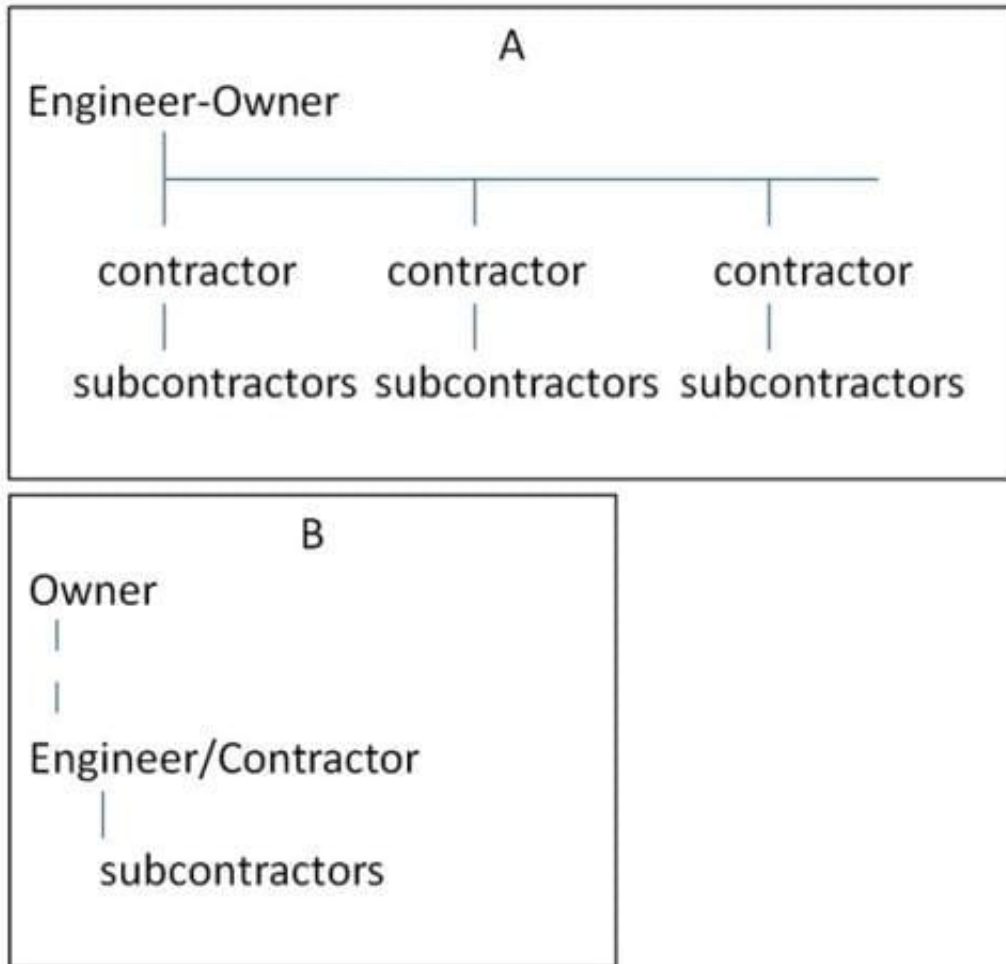 A
Engineer-Owner
contractor contractor contractor
subcontractors subcontractors subcontractors
B
Owner
Engineer/Contractor
subcontractors